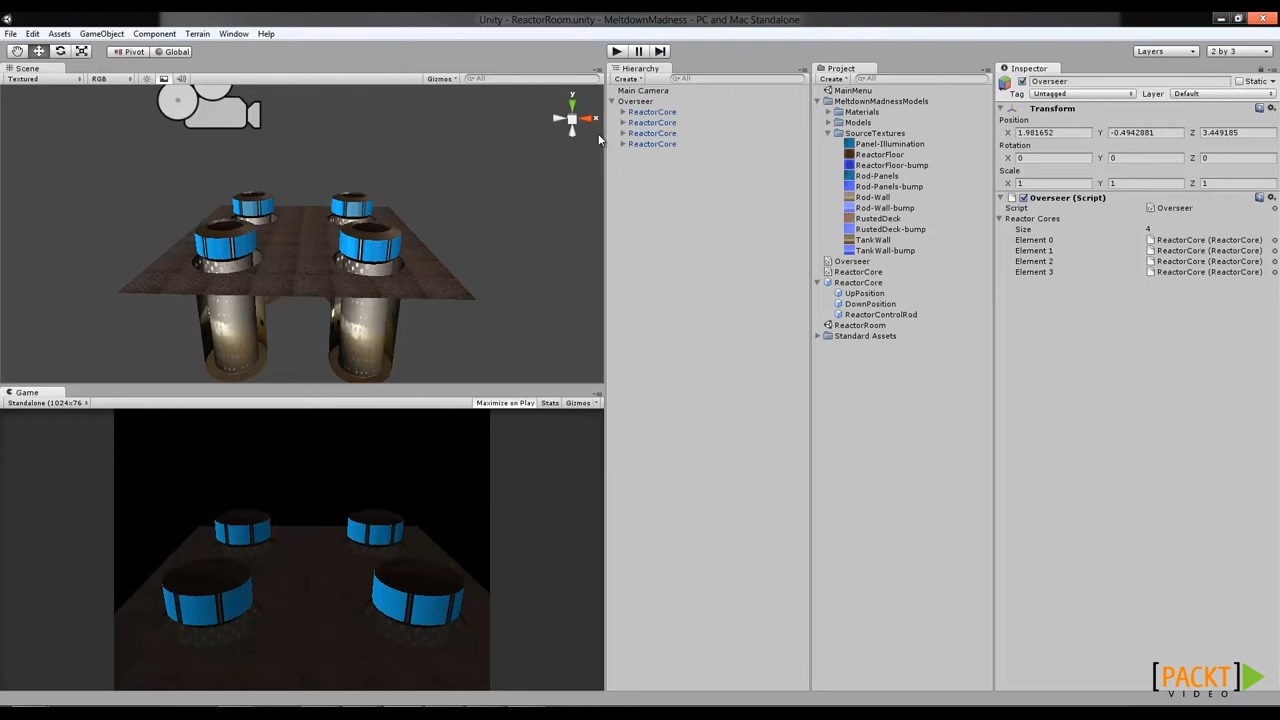 Unity - ReactorRoom.unity - MeltdownMadness - PC and Mac Standalone
File Edit Assets GameObject Component Terrain Window Help
Pivot Global Layers 2 by 3
Scene Hierarchy Project Inspector
Textured RGB Gizmos All Create All Create All Overseer Static
Main Camera MainMenu Tag Untagged Layer Default
Overseer MeltdownMadnessModels
ReactorCore Materials Transform
ReactorCore Models Position
ReactorCore SourceTextures X 1.981652 Y -0.4942881 Z 3.449185
ReactorCore Panel-Illumination Rotation
ReactorFloor X 0 Y 0 Z 0
ReactorFloor-bump Scale
Rod-Panels X 1 Y 1 Z 1
Rod-Panels-bump
Rod-Wall Overseer (Script)
Rod-Wall-bump Script Overseer
RustedDeck Reactor Cores
RustedDeck-bump Size 4
TankWall Element 0 ReactorCore (ReactorCore)
TankWall-bump Element 1 ReactorCore (ReactorCore)
Overseer Element 2 ReactorCore (ReactorCore)
ReactorCore Element 3 ReactorCore (ReactorCore)
ReactorCore
UpPosition
DownPosition
ReactorControlRod
ReactorRoom
Standard Assets
y
x
Game
Standalone (1024x76 Maximize on Play Stats Gizmos
[PACKT]
VIDEO